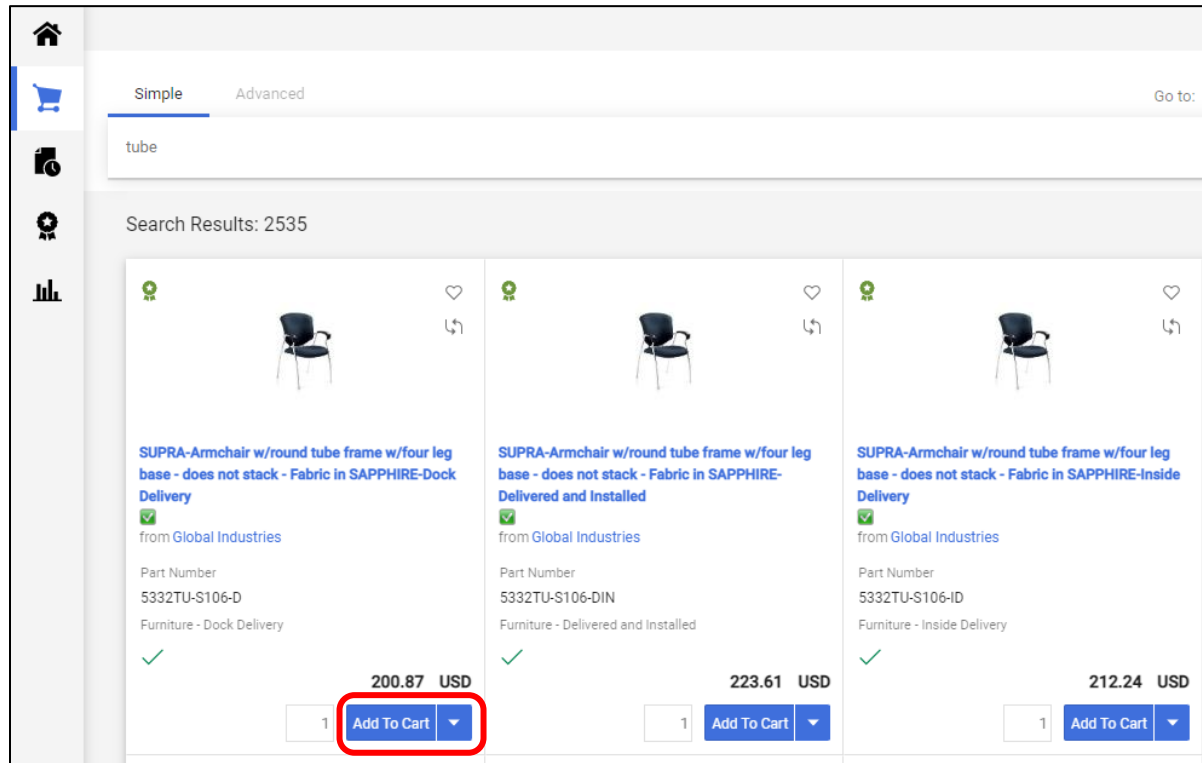 Simple Advanced
Go to:
tube
Search Results: 2535
SUPRA-Armchair w/round tube frame w/four leg
base - does not stack - Fabric in SAPPHIRE-Dock
Delivery
from Global Industries
Part Number
5332TU-S106-D
Furniture - Dock Delivery
200.87 USD
1 Add To Cart
SUPRA-Armchair w/round tube frame w/four leg
base - does not stack - Fabric in SAPPHIRE-
Delivered and Installed
from Global Industries
Part Number
5332TU-S106-DIN
Furniture - Delivered and Installed
223.61 USD
1 Add To Cart
SUPRA-Armchair w/round tube frame w/four leg
base - does not stack - Fabric in SAPPHIRE-Inside
Delivery
from Global Industries
Part Number
5332TU-S106-ID
Furniture - Inside Delivery
212.24 USD
1 Add To Cart